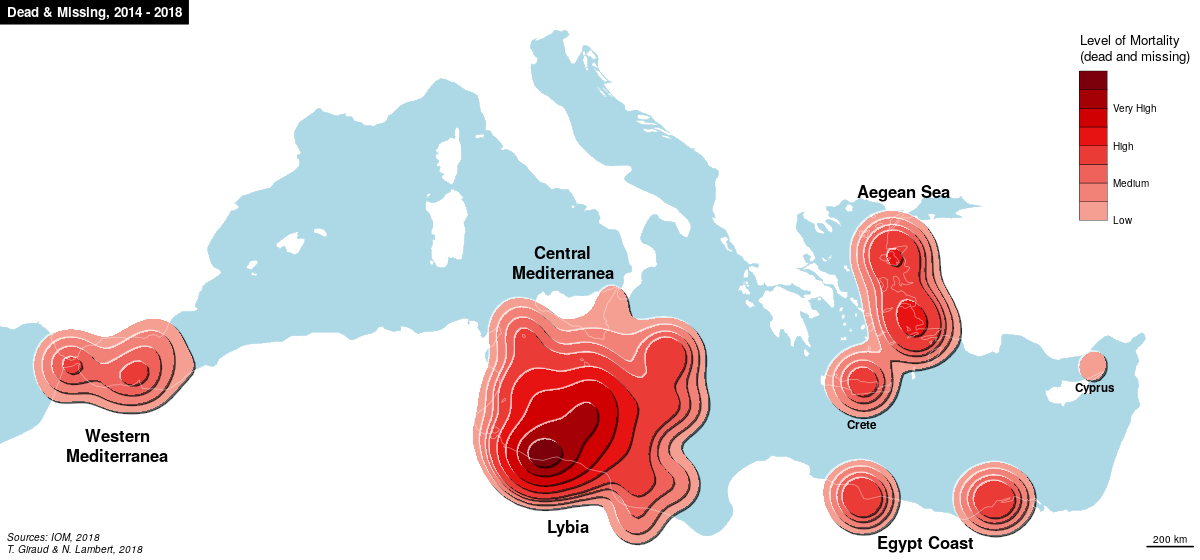 Dead & Missing, 2014 - 2018
Level of Mortality
(dead and missing)
Very High
High
Medium
Low
Aegean Sea
Central
Mediterranea
Cyprus
Crete
Western
Mediterranea
Lybia
Egypt Coast
Sources: IOM, 2018
T. Giraud & N. Lambert, 2018
200 km